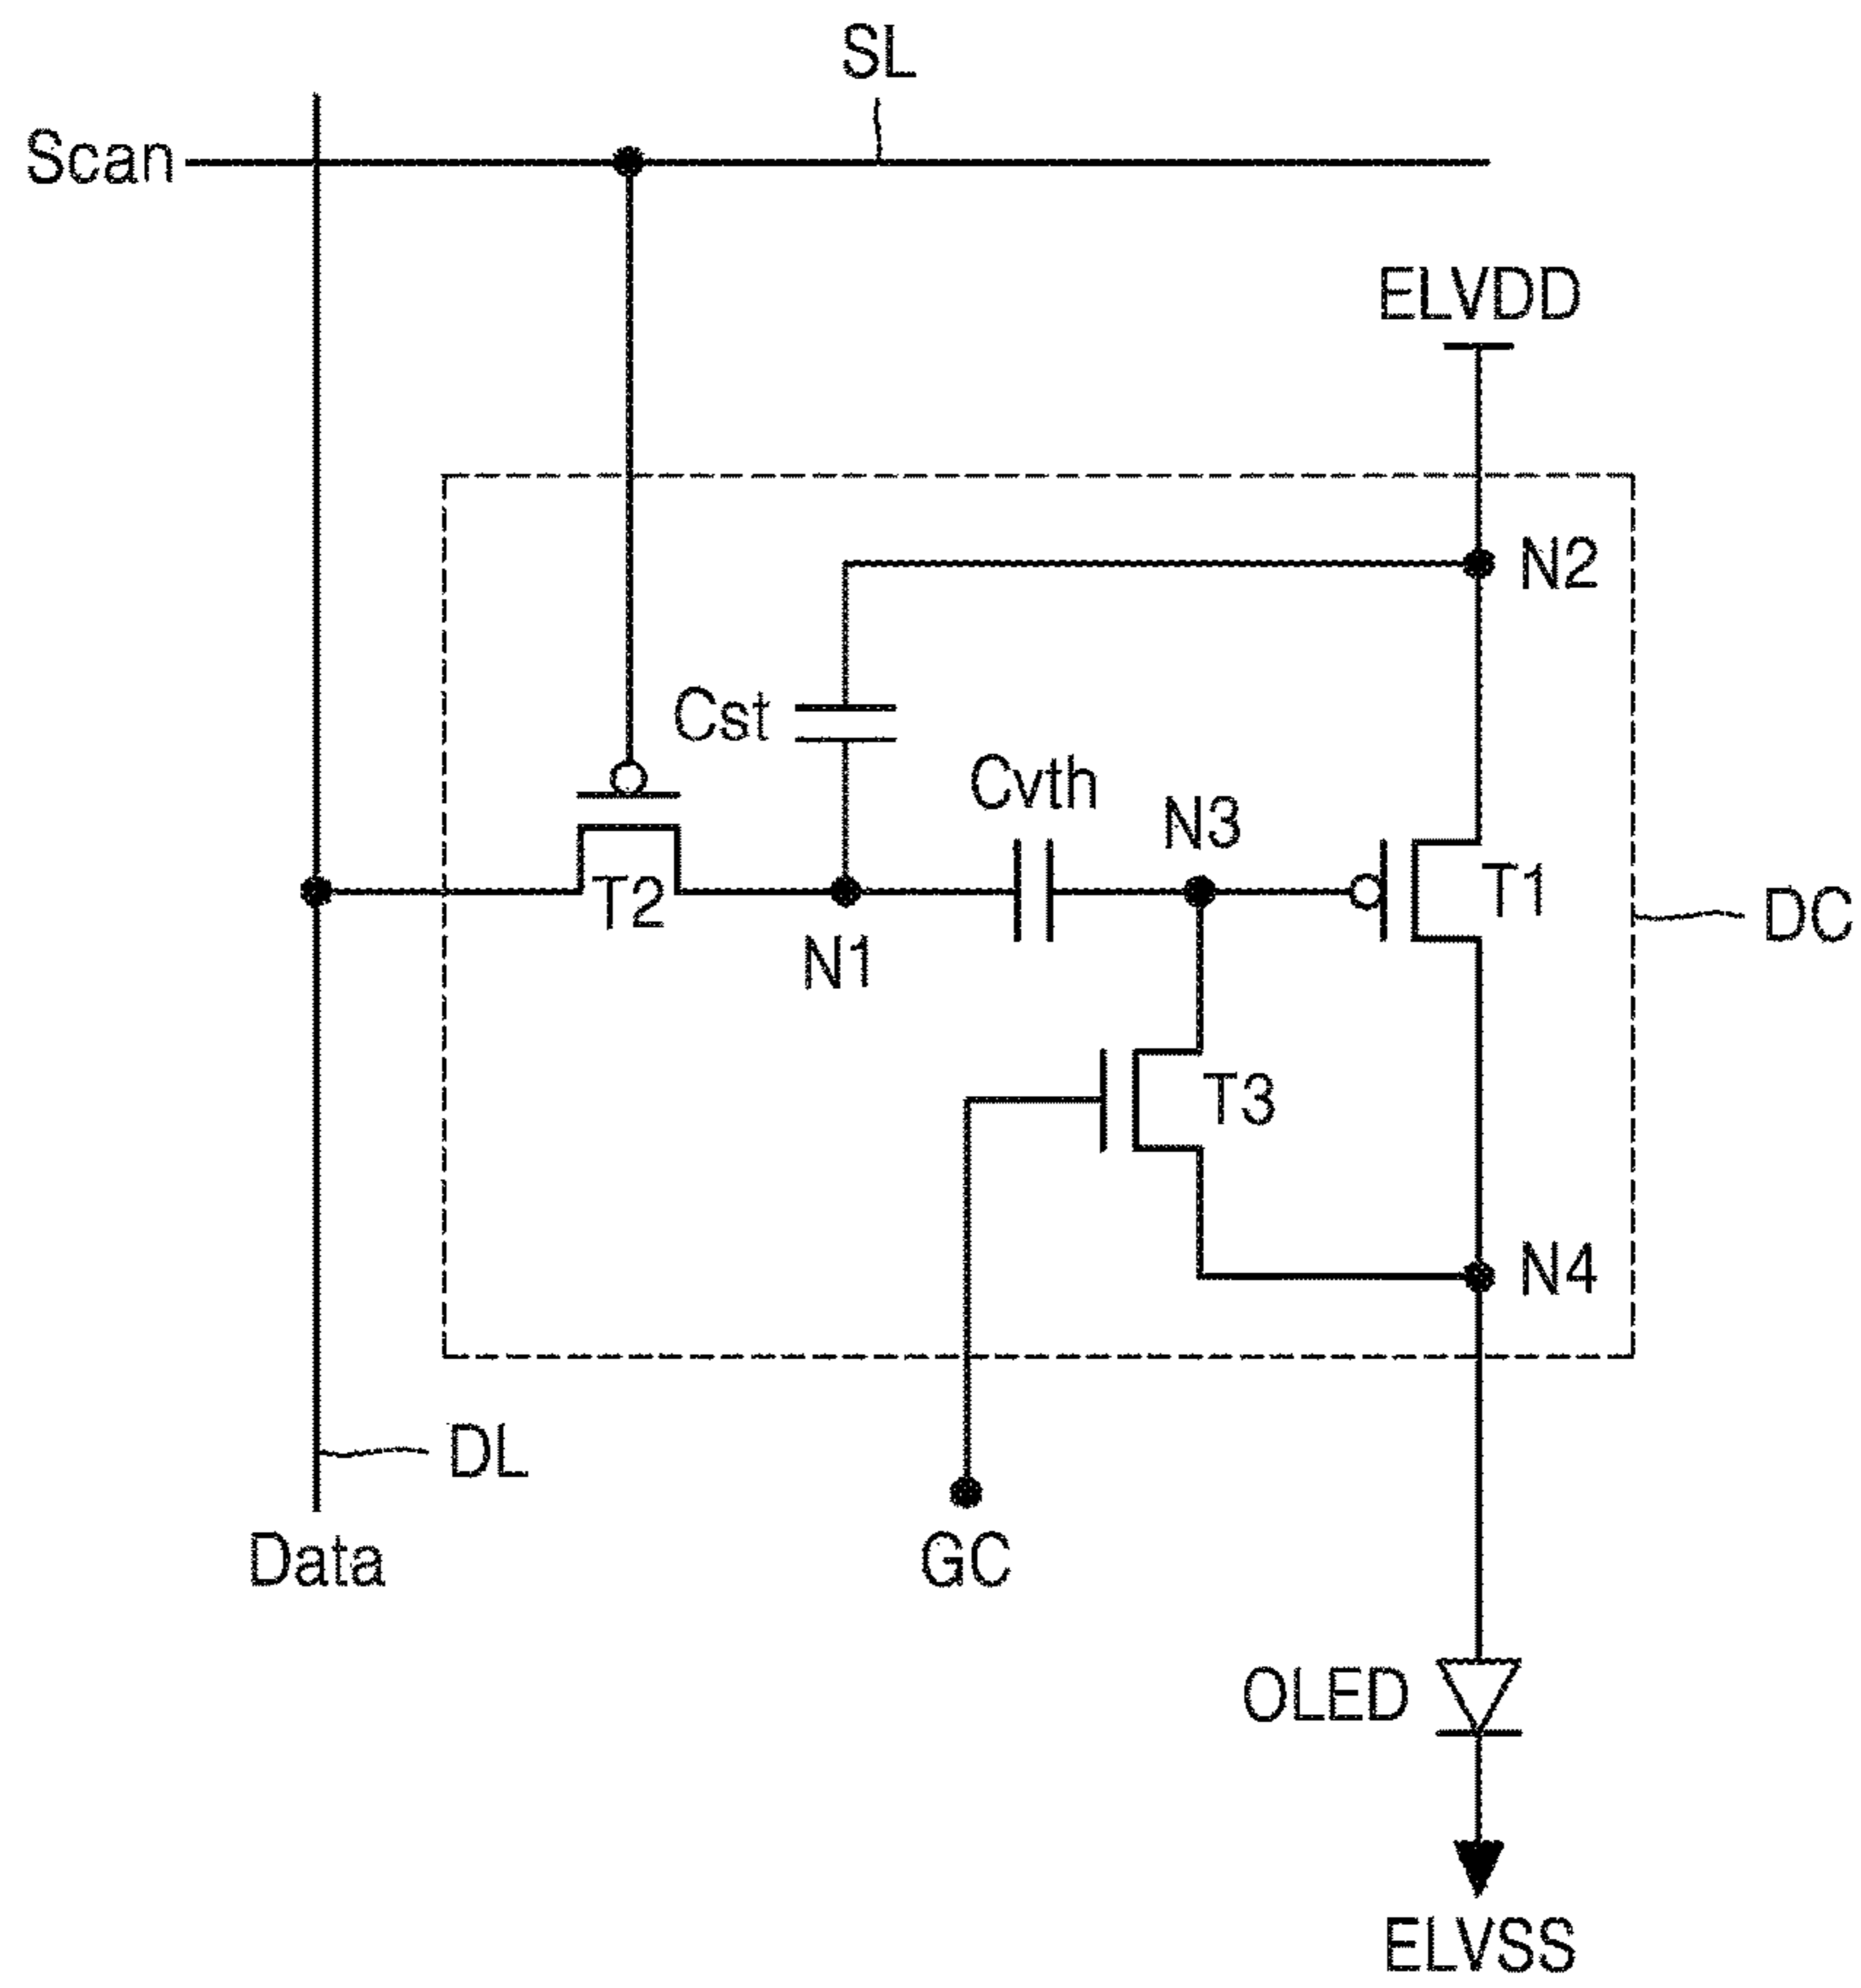 SL
Scan
ELVDD
N2
Cst
Cvth
N3
T1
T2
DC
N1
T3
N4
DL
Data
GC
OLED
ELVSS